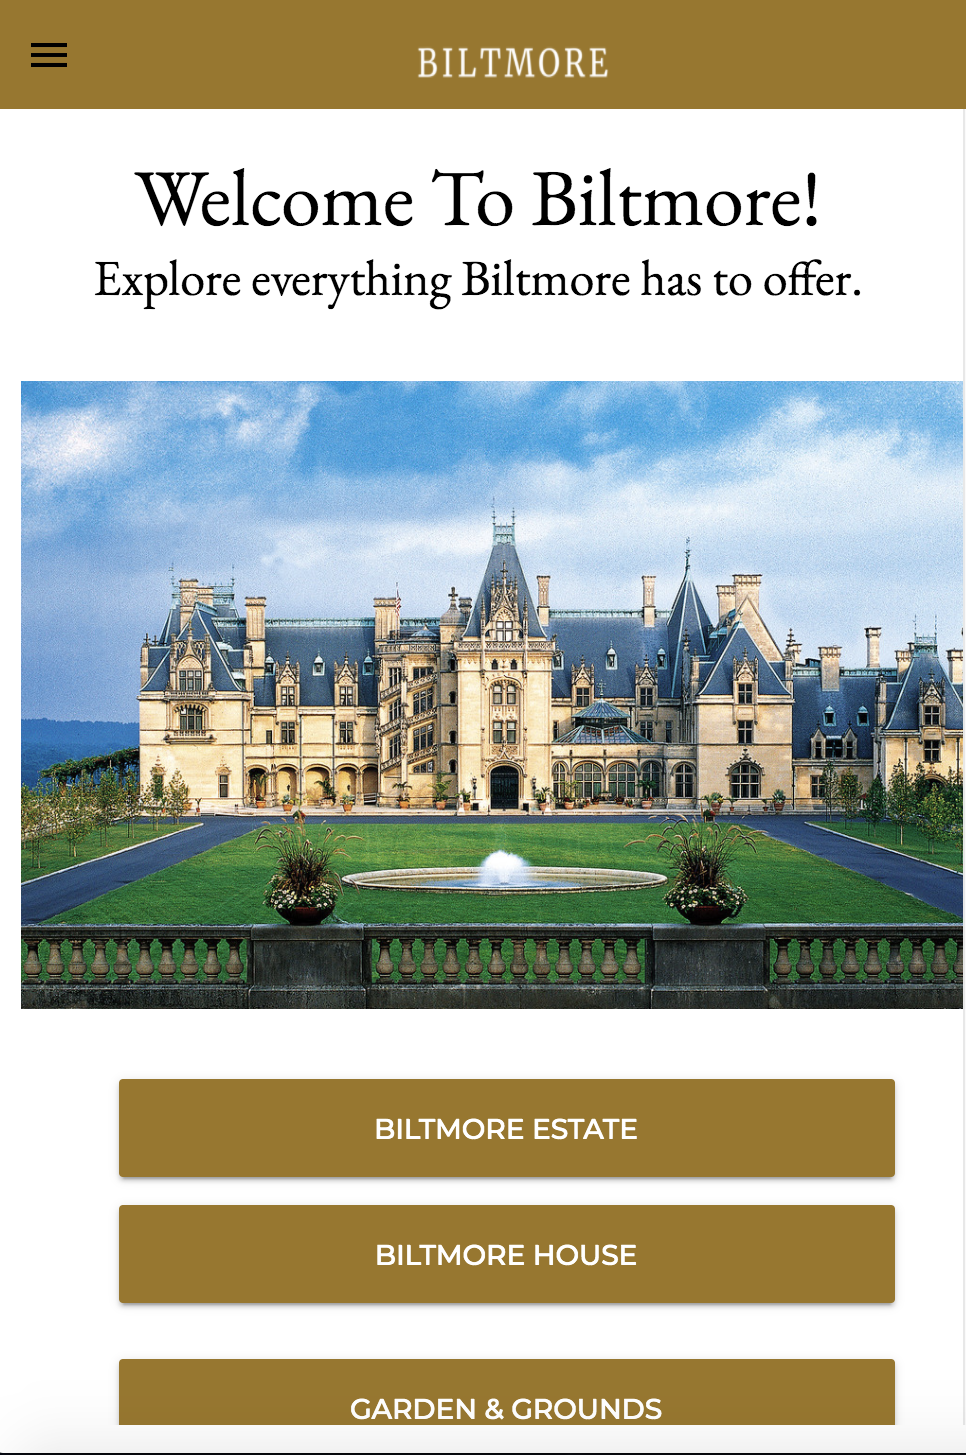 BILTMORE
Welcome To Biltmore!
Explore everything Biltmore has to offer.
BILTMORE ESTATE
BILTMORE HOUSE
GARDEN & GROUNDS